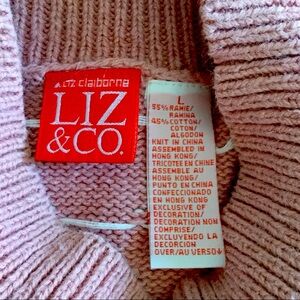 liz claiborne
LIZ
&CO.
L
55% RAMIE/
RAMINA
45% COTTON/
COTON/
ALGODON
KNIT IN CHINA
ASSEMBLED IN
HONG KONG/
TRICOTEE EN CHINE
ASSEMBLE AU
HONG KONG/
PUNTO EN CHINA
CONFECCIONADO
EN HONG KONG
EXCLUSIVE OF
DECORATION/
DECORATION NON
COMPRISE/
EXCLUYENDO LA
DECORCION
OVER/AU VERSO↓